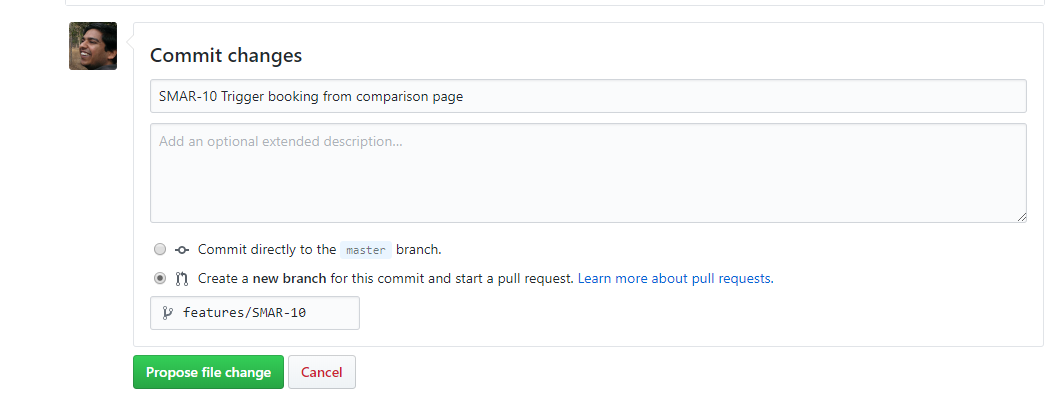 Commit changes
SMAR-10 Trigger booking from comparison page
Add an optional extended description...
Commit directly to the master branch.
Create a new branch for this commit and start a pull request. Learn more about pull requests.
features/SMAR-10
Propose file change Cancel